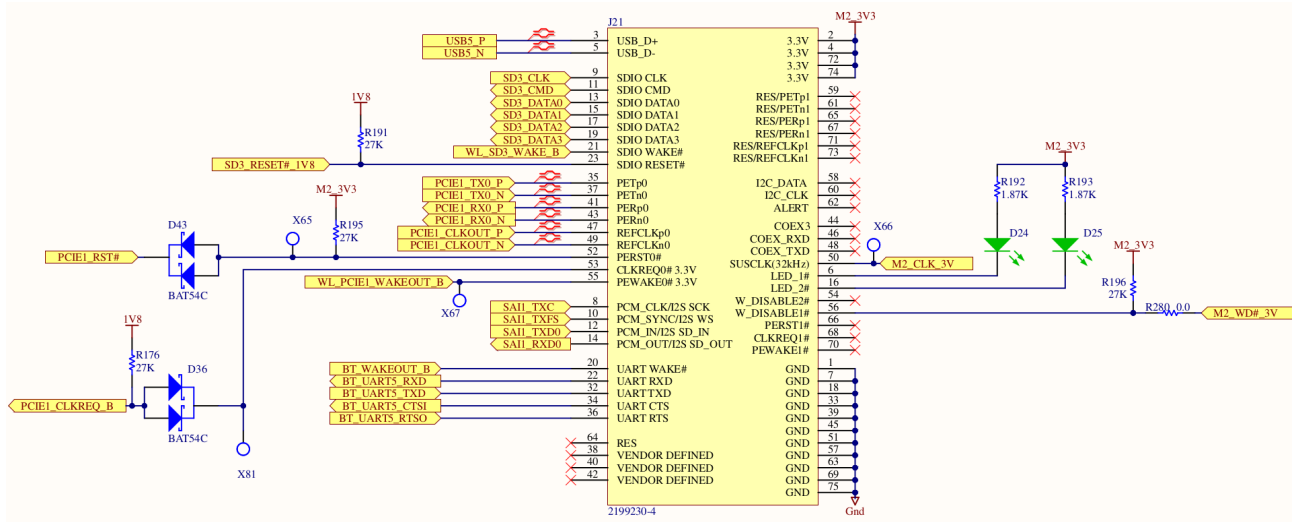 J21
M2_3V3
USB5_P 3 USB_D+ 3.3V 2
USB5_N 5 USB_D- 3.3V 4
3.3V 72
SD3_CLK 9 SDIO CLK 3.3V 74
SD3_CMD 11 SDIO CMD
SD3_DATA0 13 SDIO DATA0 RES/PETp1 59
SD3_DATA1 15 SDIO DATA1 RES/PETn1 61
SD3_DATA2 17 SDIO DATA2 RES/PERp1 65
SD3_DATA3 19 SDIO DATA3 RES/PERn1 67
WL_SD3_WAKE_B 21 SDIO WAKE# RES/REFCLKp1 71
SD3_RESET#_1V8 23 SDIO RESET# RES/REFCLKn1 73
1V8
R191
27K
PCIE1_TX0_P 35 PETp0 I2C_DATA 58
PCIE1_TX0_N 37 PETn0 I2C_CLK 60
PCIE1_RX0_P 41 PERp0 ALERT 62
PCIE1_RX0_N 43 PERn0
PCIE1_CLKOUT_P 47 REFCLKp0 COEX3 44
PCIE1_CLKOUT_N 49 REFCLKn0 COEX_RXD 46
52 PERST0# COEX_TXD 48
53 CLKREQ0# 3.3V SUSCLK(32kHz) 50 M2_CLK_3V
WL_PCIE1_WAKEOUT_B 55 PEWAKE0# 3.3V LED_1# 6
LED_2# 16
M2_3V3
R195
27K
X65
D43
PCIE1_RST#
BAT54C
X67
SAI1_TXC 8 PCM_CLK/I2S SCK W_DISABLE2# 54
SAI1_TXFS 10 PCM_SYNC/I2S WS W_DISABLE1# 56
SAI1_TXD0 12 PCM_IN/I2S SD_IN PERST1# 66
SAI1_RXD0 14 PCM_OUT/I2S SD_OUT CLKREQ1# 68
PEWAKE1# 70
M2_3V3
R192
1.87K
R193
1.87K
D24
D25
X66
M2_3V3
R196
27K
R280 0.0
M2_WD#_3V
1V8
R176
27K
D36
PCIE1_CLKREQ_B
BAT54C
X81
BT_WAKEOUT_B 20 UART WAKE# GND 1
BT_UART5_RXD 22 UART RXD GND 7
BT_UART5_TXD 32 UART TXD GND 18
BT_UART5_CTSI 34 UART CTS GND 33
BT_UART5_RTSO 36 UART RTS GND 39
GND 45
64 RES GND 51
38 VENDOR DEFINED GND 57
40 VENDOR DEFINED GND 63
42 VENDOR DEFINED GND 69
GND 75
2199230-4
Gnd